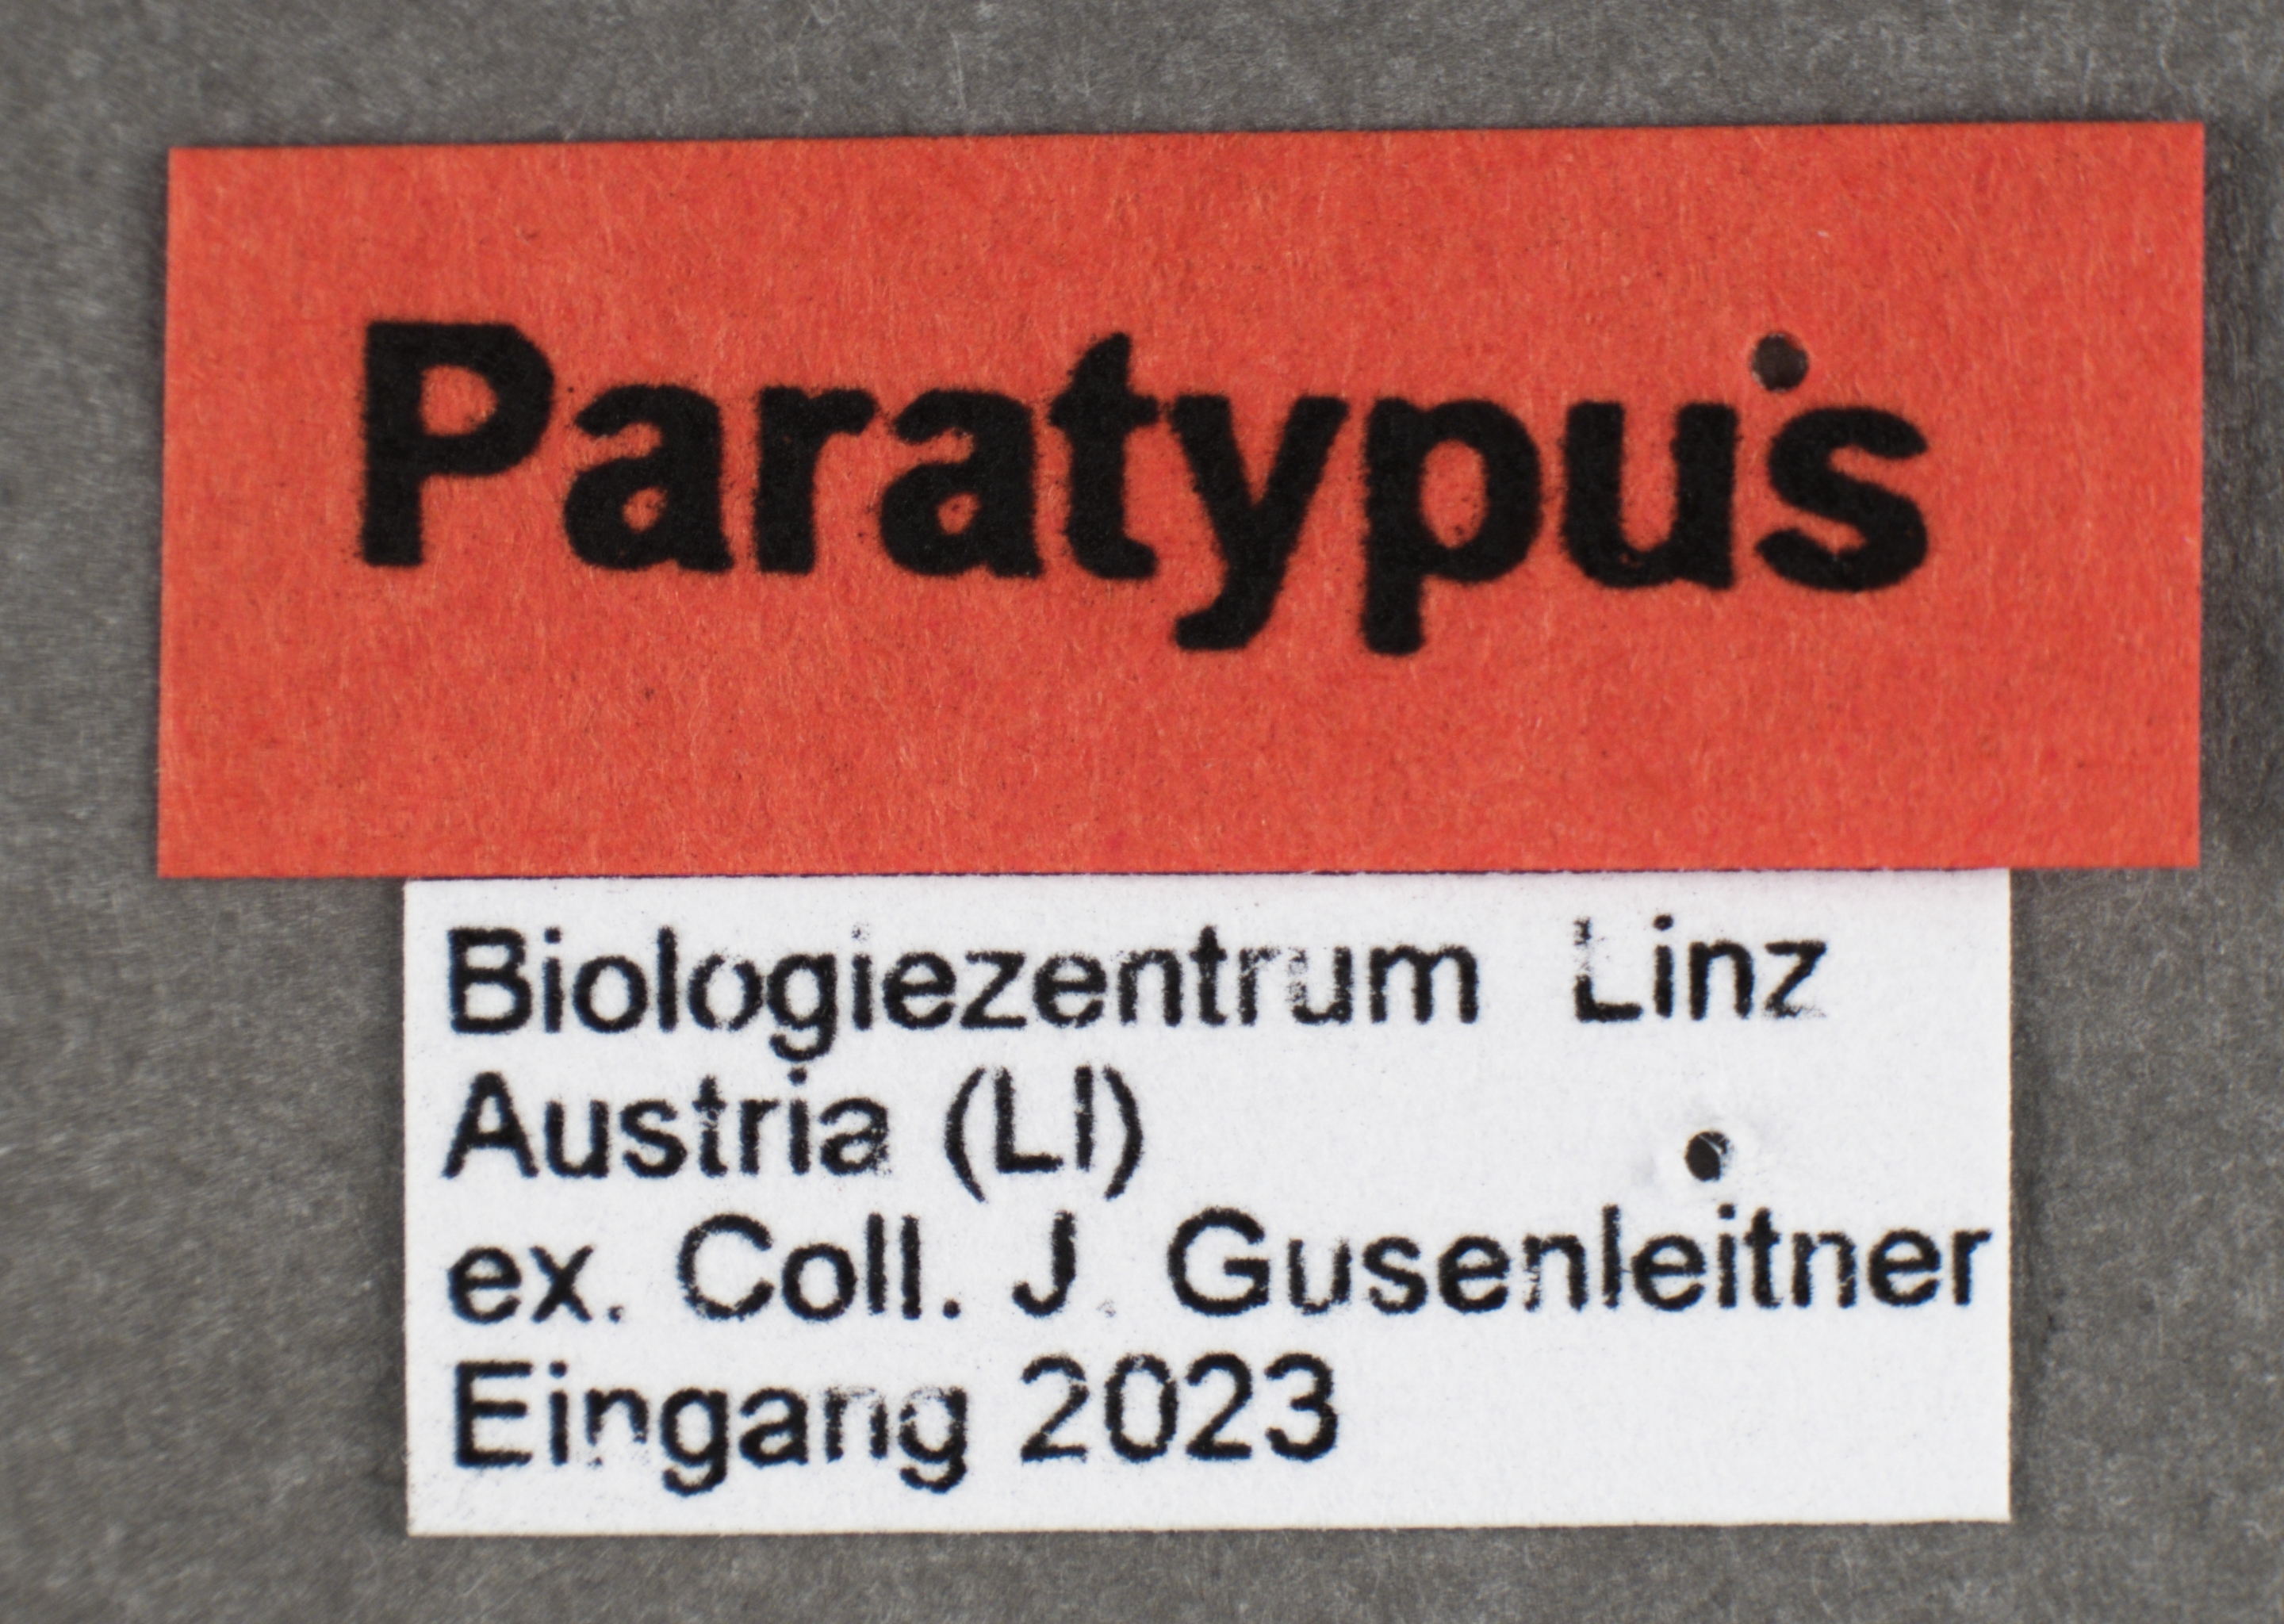 Paratypus
Biologiezentrum Linz
Austria (LI)
ex. Coll. J. Gusenleitner
Eingang 2023